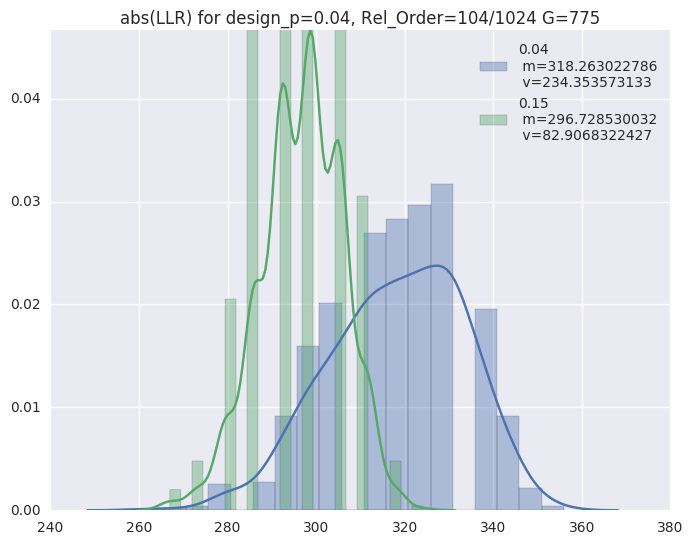 abs(LLR) for design_p=0.04, Rel_Order=104/1024 G=775
0.04
m=318.263022786
v=234.353573133
0.15
m=296.728530032
v=82.9068322427
0.04
0.03
0.02
0.01
0.00
240 260 280 300 320 340 360 380